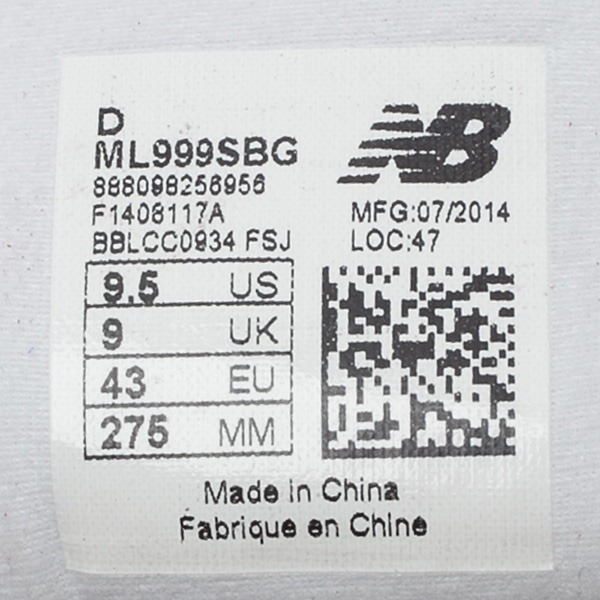 D
ML999SBG
888098256956
F1408117A
BBLCC0934 FSJ
NB
MFG:07/2014
LOC:47
9.5 US
9 UK
43 EU
275 MM
Made in China
Fabrique en Chine